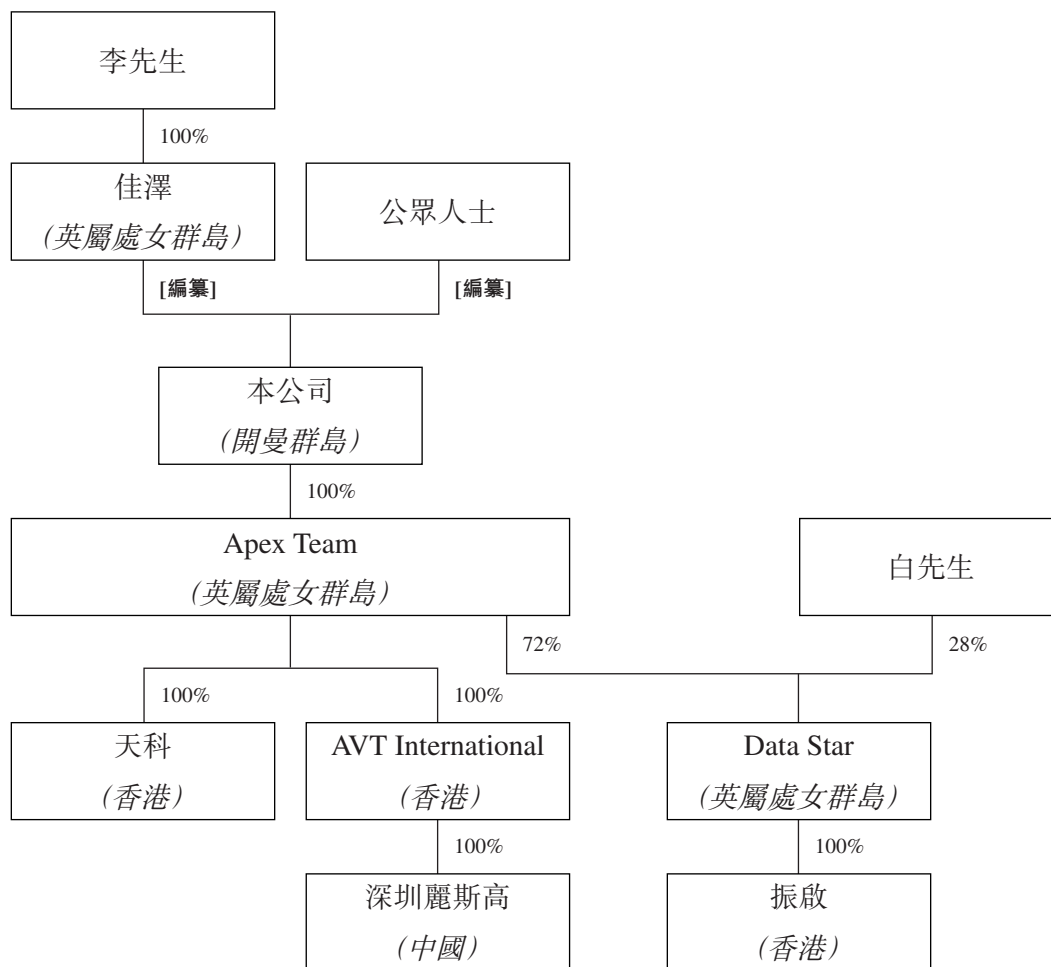 李先生
100%
佳澤
(英屬處女群島)
公眾人士
[編纂]
[編纂]
本公司
(開曼群島)
100%
Apex Team
(英屬處女群島)
白先生
72%
28%
100%
100%
天科
(香港)
AVT International
(香港)
Data Star
(英屬處女群島)
100%
100%
深圳麗斯高
(中國)
振啟
(香港)